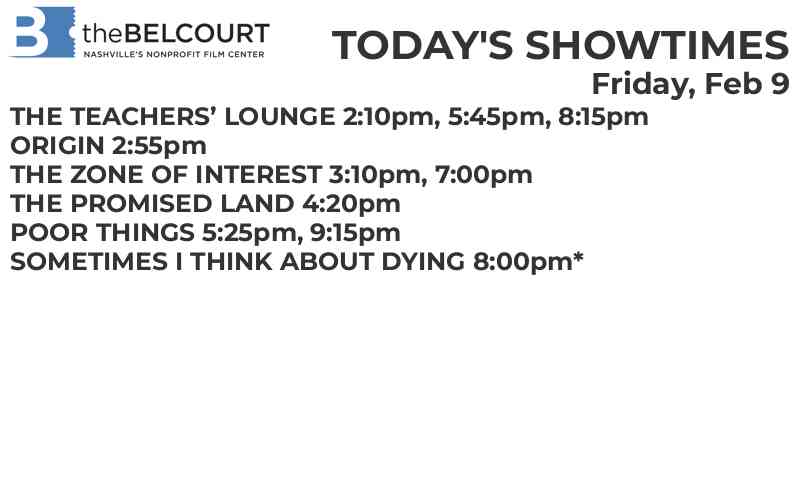 B theBELCOURT
NASHVILLE'S NONPROFIT FILM CENTER
TODAY'S SHOWTIMES
Friday, Feb 9
THE TEACHERS’ LOUNGE 2:10pm, 5:45pm, 8:15pm
ORIGIN 2:55pm
THE ZONE OF INTEREST 3:10pm, 7:00pm
THE PROMISED LAND 4:20pm
POOR THINGS 5:25pm, 9:15pm
SOMETIMES I THINK ABOUT DYING 8:00pm*